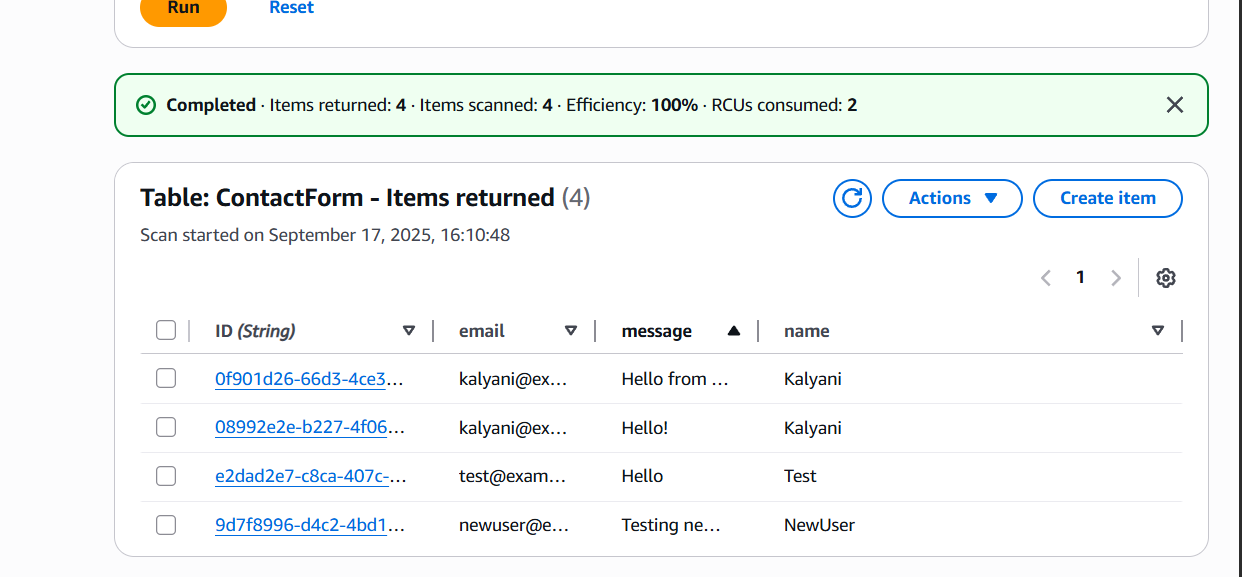 Run Reset
Completed · Items returned: 4 · Items scanned: 4 · Efficiency: 100% · RCUs consumed: 2
Table: ContactForm - Items returned (4)
Actions Create item
Scan started on September 17, 2025, 16:10:48
1
ID (String) email message name
0f901d26-66d3-4ce3... kalyani@ex... Hello from ... Kalyani
08992e2e-b227-4f06... kalyani@ex... Hello! Kalyani
e2dad2e7-c8ca-407c-... test@exam... Hello Test
9d7f8996-d4c2-4bd1... newuser@e... Testing ne... NewUser